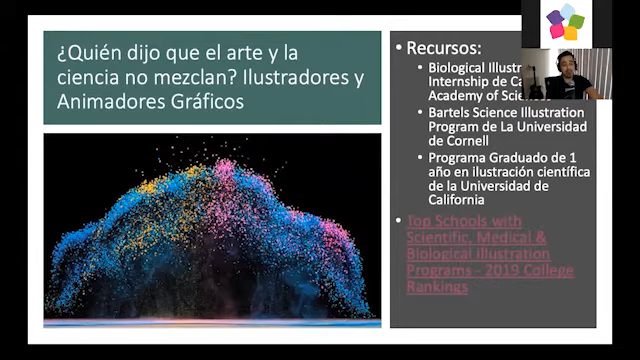 ¿Quién dijo que el arte y la
ciencia no mezclan? Ilustradores y
Animadores Gráficos
• Recursos:
• Biological Illust
Internship de Ca
Academy of Scie
• Bartels Science Illustration
Program de La Universidad
de Cornell
• Programa Graduado de 1
año en ilustración científica
de la Universidad de
California
• Top Schools with
Scientific, Medical &
Biological Illustration
Programs - 2019 College
Rankings